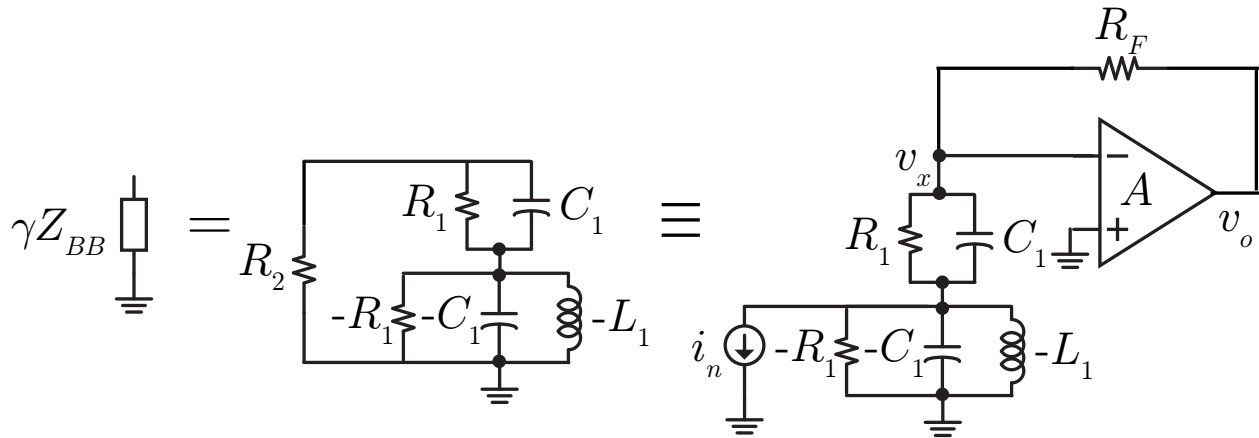 R_F
v_x
− A
+
v_o
γZ_BB = R_1 C_1 ≡ R_1 C_1
R_2
-R_1 -C_1 -L_1
i_n -R_1 -C_1 -L_1